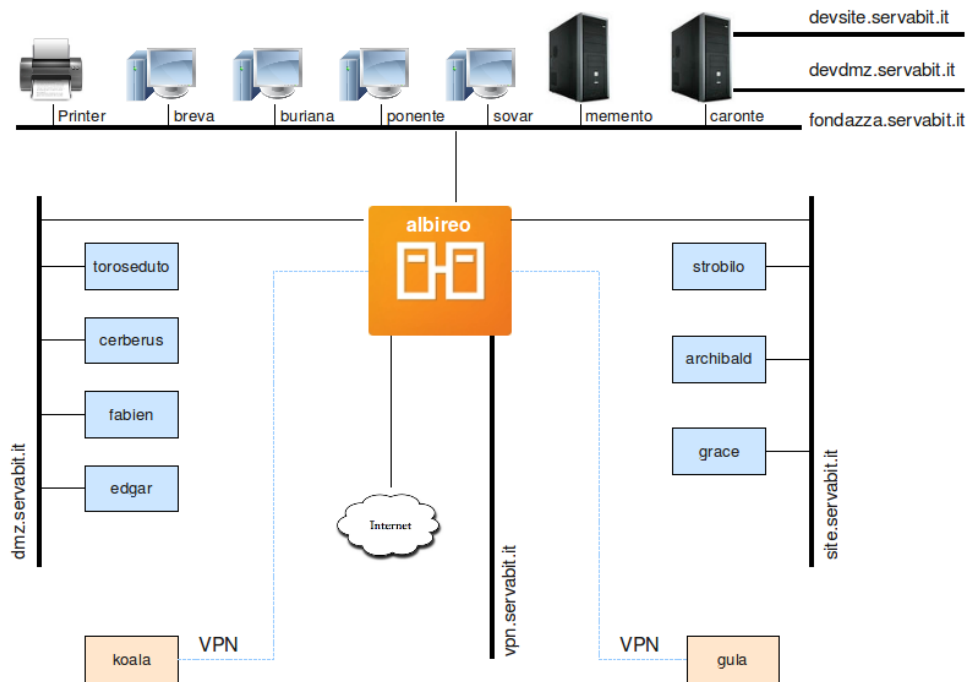 devsite.servabit.it
devdmz.servabit.it
Printer
breva
buriana
ponente
sovar
memento
caronte
fondazza.servabit.it
albireo
toroseduto
cerberus
fabien
edgar
dmz.servabit.it
strobilo
archibald
grace
site.servabit.it
Internet
vpn.servabit.it
koala
VPN
VPN
gula